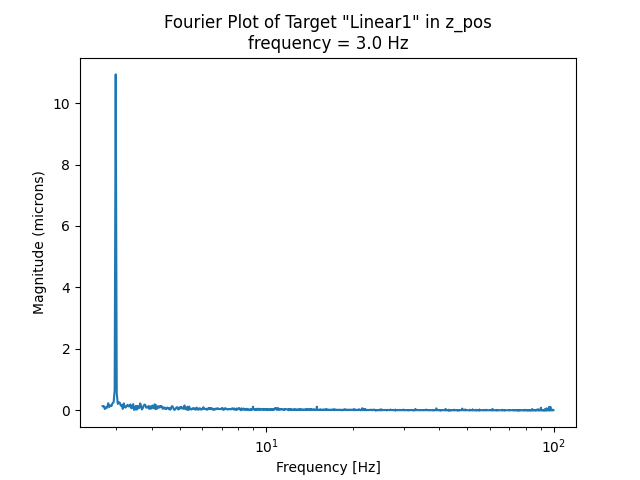 Fourier Plot of Target "Linear1" in z_pos
frequency = 3.0 Hz
10
8
6
4
2
0
Magnitude (microns)
10¹
10²
Frequency [Hz]